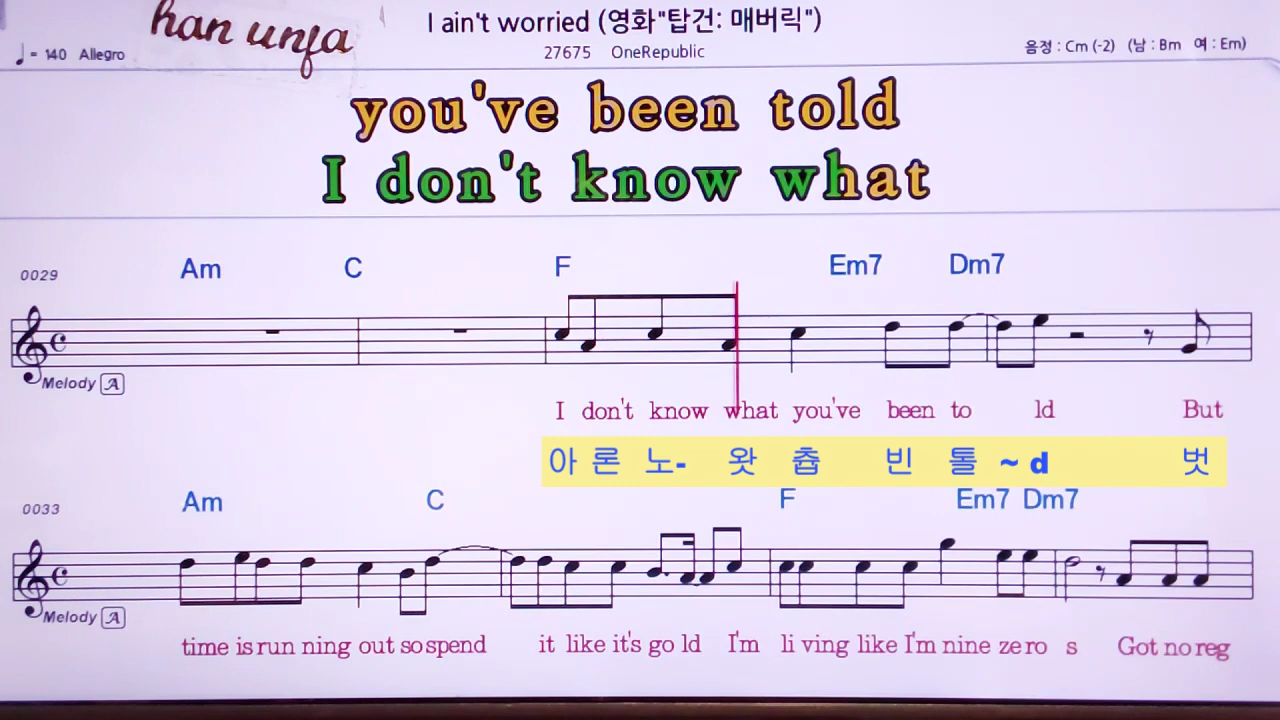 han unja
I ain't worried (영화"탑건: 매버릭")
♩= 140 Allegro
27675 OneRepublic
음정 : Cm (-2) (남 : Bm 여 : Em)
you've been told
I don't know what
0029 Am C F Em7 Dm7
Melody A
I don't know what you've been to ld But
아 론 노- 왓 츕 빈 톨 ~ d 벗
0033 Am C F Em7 Dm7
Melody A
time is run ning out so spend it like it's go ld I'm li ving like I'm nine ze ro s Got no reg